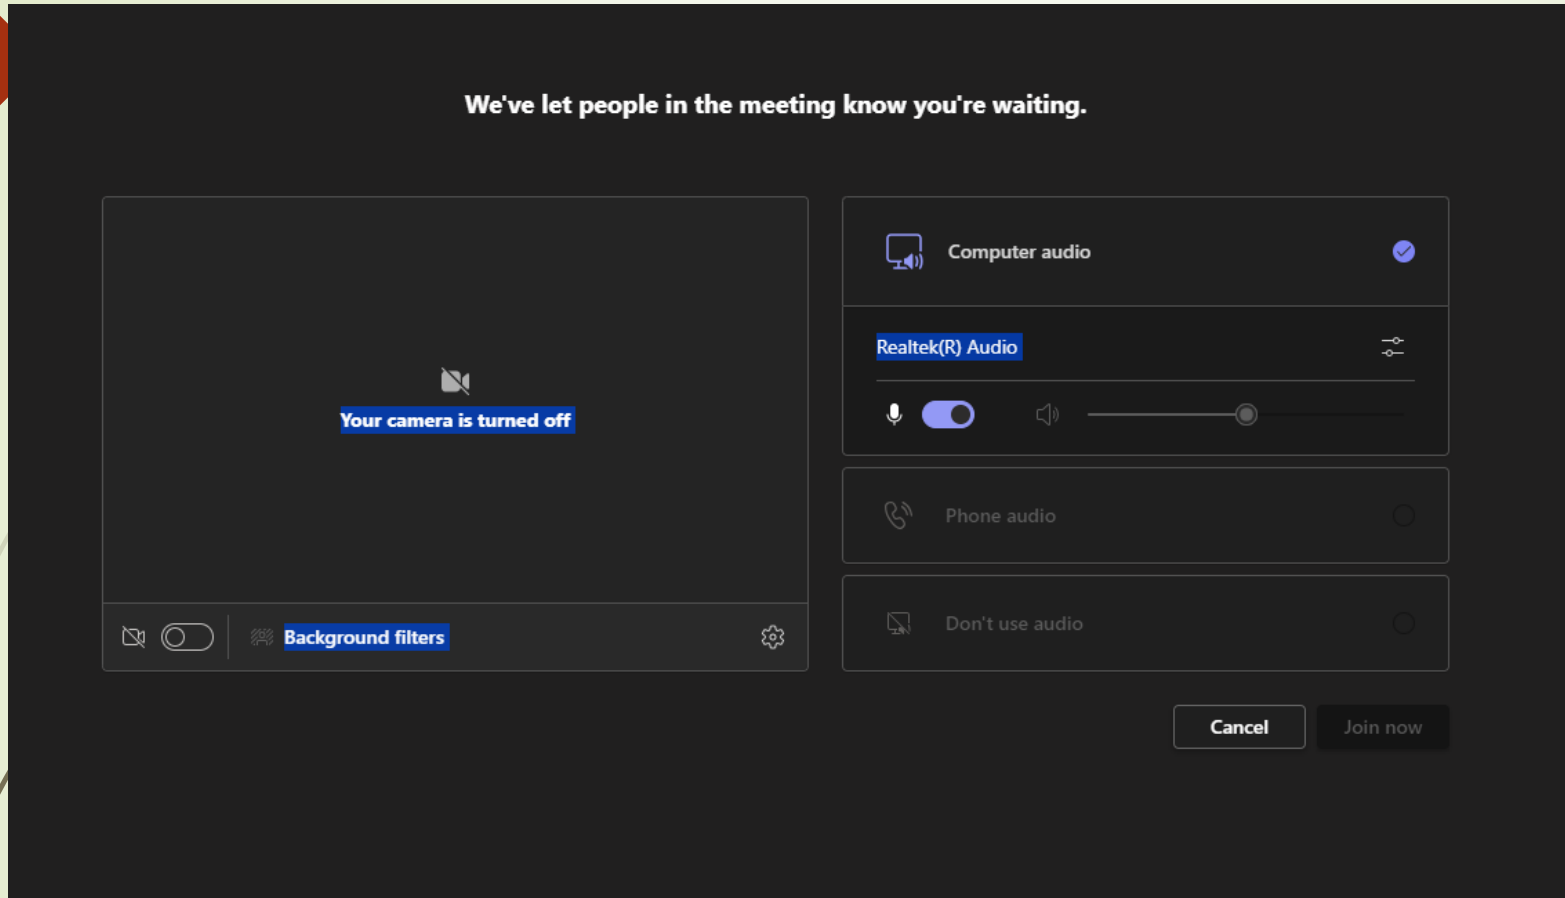 We've let people in the meeting know you're waiting.
Your camera is turned off
Background filters
Computer audio
Realtek(R) Audio
Phone audio
Don't use audio
Cancel
Join now